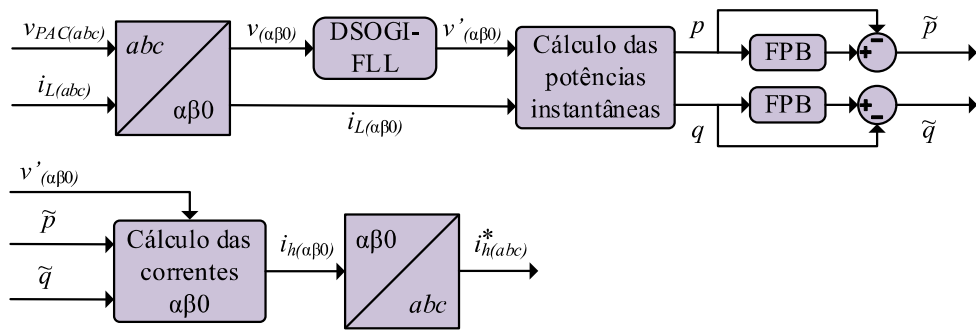 v_PAC(abc)
i_L(abc)
abc
αβ0
v_(αβ0)
DSOGI-
FLL
v'_(αβ0)
i_L(αβ0)
Cálculo das
potências
instantâneas
p
q
FPB
FPB
+
-
+
-
p̃
q̃
v'_(αβ0)
p̃
q̃
Cálculo das
correntes
αβ0
i_h(αβ0)
αβ0
abc
i*_h(abc)